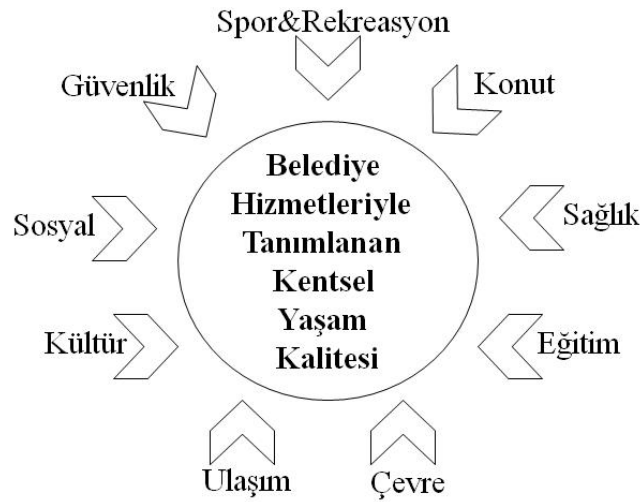 Spor&Rekreasyon
Güvenlik
Konut
Belediye
Hizmetleriyle
Tanımlanan
Kentsel
Yaşam
Kalitesi
Sosyal
Sağlık
Kültür
Eğitim
Ulaşım
Çevre